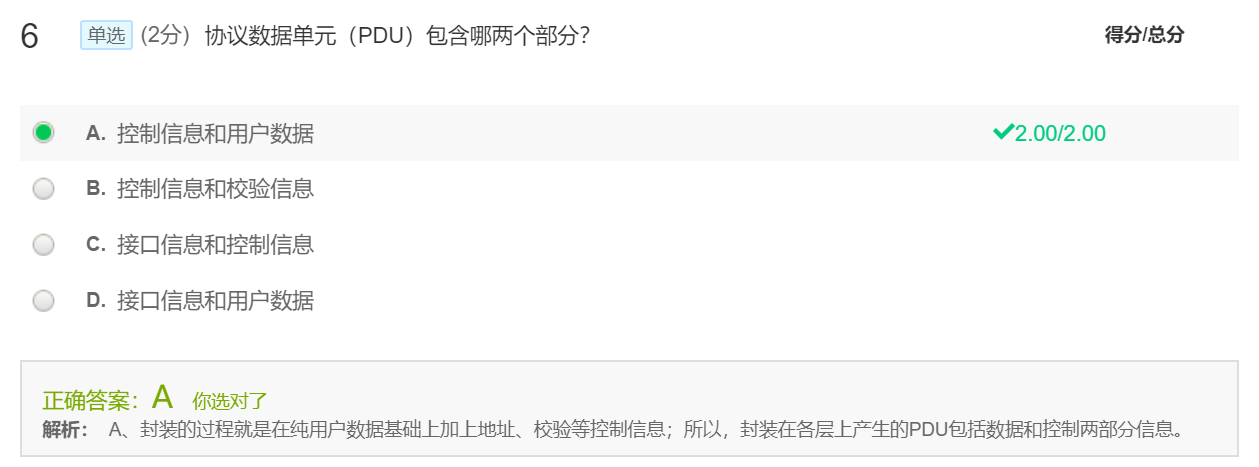 6 单选 (2分) 协议数据单元（PDU）包含哪两个部分? 得分/总分
A. 控制信息和用户数据 2.00/2.00
B. 控制信息和校验信息
C. 接口信息和控制信息
D. 接口信息和用户数据
正确答案：A 你选对了
解析： A、封装的过程就是在纯用户数据基础上加上地址、校验等控制信息；所以，封装在各层上产生的PDU包括数据和控制两部分信息。